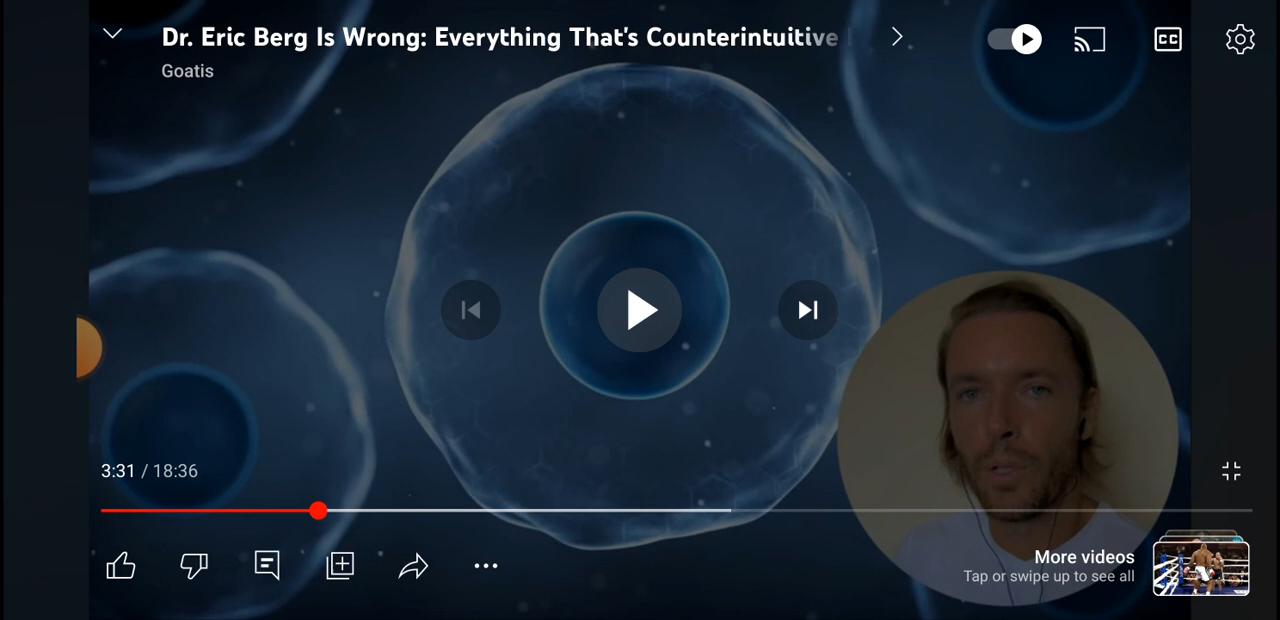 Dr. Eric Berg Is Wrong: Everything That's Counterintuitive
Goatis
CC
3:31 / 18:36
More videos
Tap or swipe up to see all